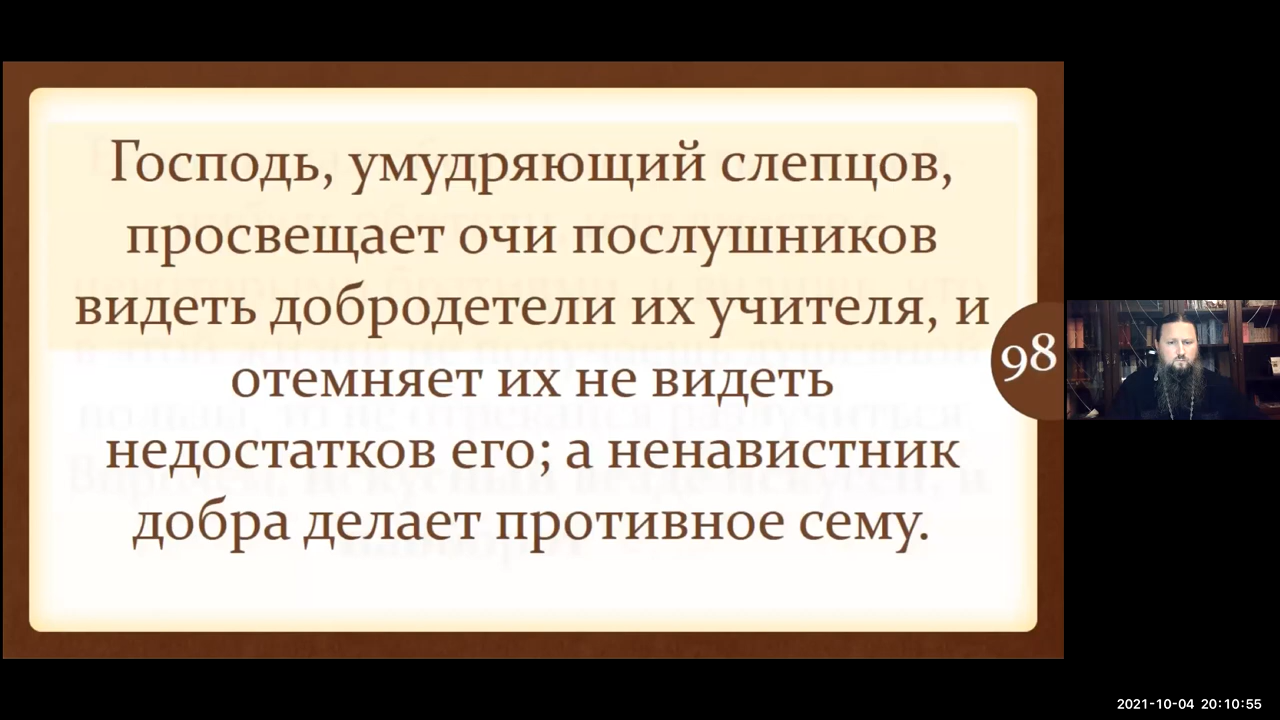 Господь, умудряющий слепцов,
просвещает очи послушников
видеть добродетели их учителя, и
отемняет их не видеть
недостатков его; а ненавистник
добра делает противное сему.
98
2021-10-04 20:10:55